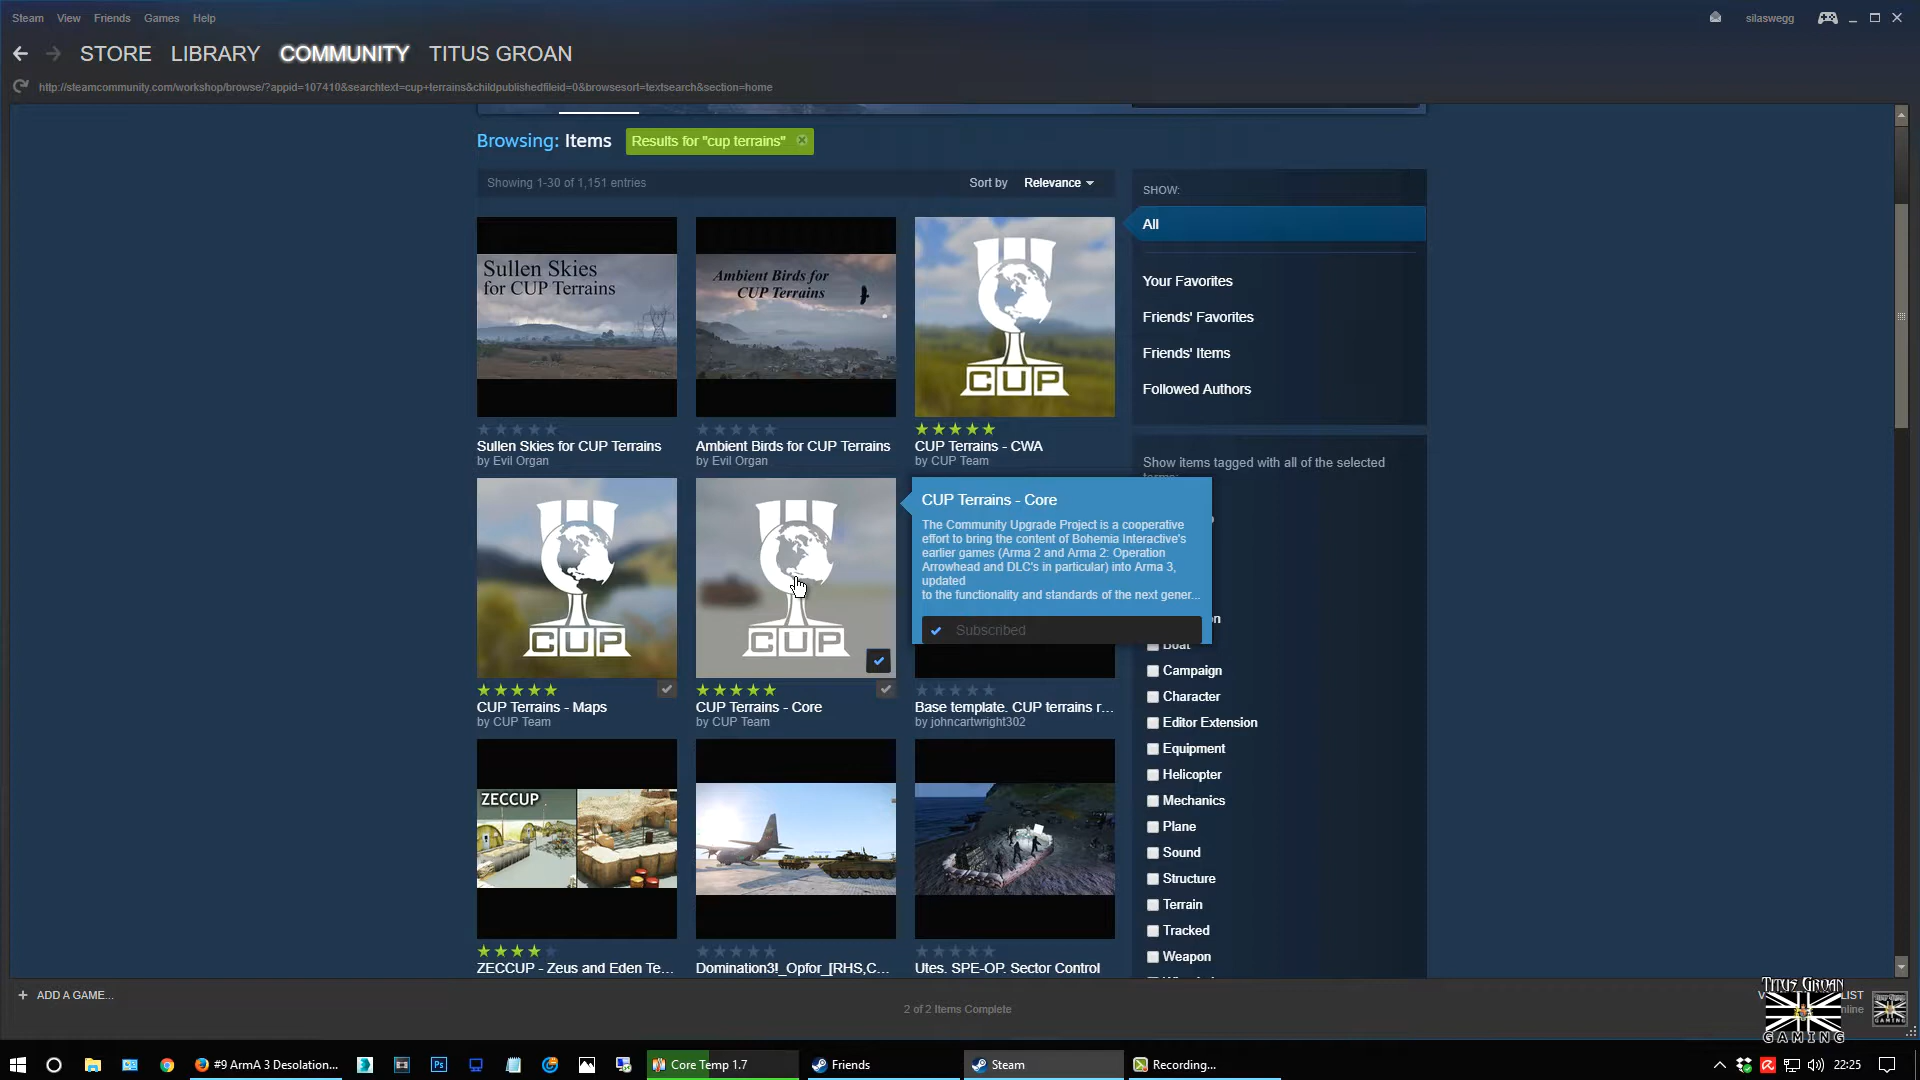 Steam View Friends Games Help
silaswegg
STORE LIBRARY COMMUNITY TITUS GROAN
http://steamcommunity.com/workshop/browse/?appid=107410&searchtext=cup+terrains&childpublishedfileid=0&browsesort=textsearch&section=home
Browsing: Items Results for "cup terrains"
Showing 1-30 of 1,151 entries
Sort by Relevance
SHOW:
All
Your Favorites
Friends' Favorites
Friends' Items
Followed Authors
Sullen Skies
for CUP Terrains
Ambient Birds for
CUP Terrains
CUP
Sullen Skies for CUP Terrains
by Evil Organ
Ambient Birds for CUP Terrains
by Evil Organ
CUP Terrains - CWA
by CUP Team
Show items tagged with all of the selected
terms:
CUP
CUP
CUP Terrains - Core
The Community Upgrade Project is a cooperative
effort to bring the content of Bohemia Interactive's
earlier games (Arma 2 and Arma 2: Operation
Arrowhead and DLC's in particular) into Arma 3,
updated
to the functionality and standards of the next gener...
Subscribed
Boat
Campaign
Character
Editor Extension
Equipment
Helicopter
Mechanics
Plane
Sound
Structure
Terrain
Tracked
Weapon
CUP Terrains - Maps
by CUP Team
CUP Terrains - Core
by CUP Team
Base template. CUP terrains r...
by johncartwright302
ZECCUP
ZECCUP - Zeus and Eden Te...
Domination3!_Opfor_[RHS,C...
Utes. SPE-OP. Sector Control
+ ADD A GAME...
2 of 2 Items Complete
LIST
nline
TITUS GROAN
GAMING
#9 ArmA 3 Desolation...
Core Temp 1.7
Friends
Steam
Recording...
22:25